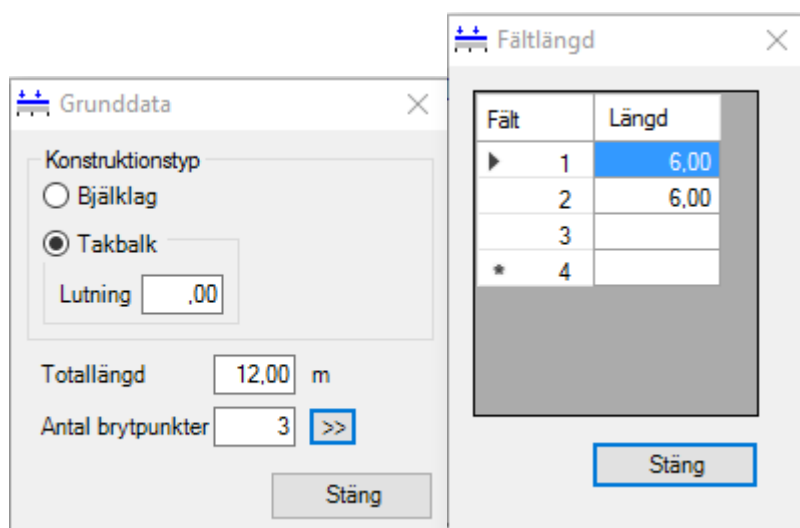 Grunddata
Konstruktionstyp
Bjälklag
Takbalk
Lutning ,00
Totallängd 12,00 m
Antal brytpunkter 3 >>
Stäng
Fältlängd
Fält Längd
1 6,00
2 6,00
3
* 4
Stäng